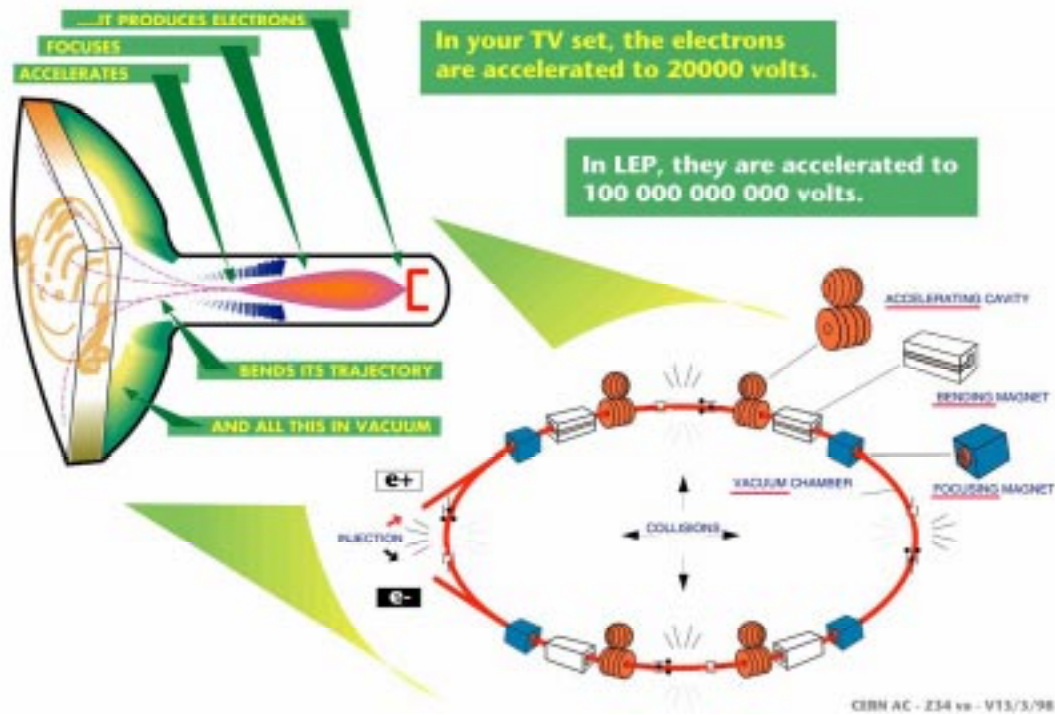 ....IT PRODUCES ELECTRONS
FOCUSES
ACCELERATES
In your TV set, the electrons
are accelerated to 20000 volts.
In LEP, they are accelerated to
100 000 000 000 volts.
ACCELERATING CAVITY
BENDING MAGNET
BENDS ITS TRAJECTORY
AND ALL THIS IN VACUUM
e+
VACUUM CHAMBER
FOCUSING MAGNET
INJECTION
COLLISIONS
e-
CERN AC - Z34 va - V13/3/98